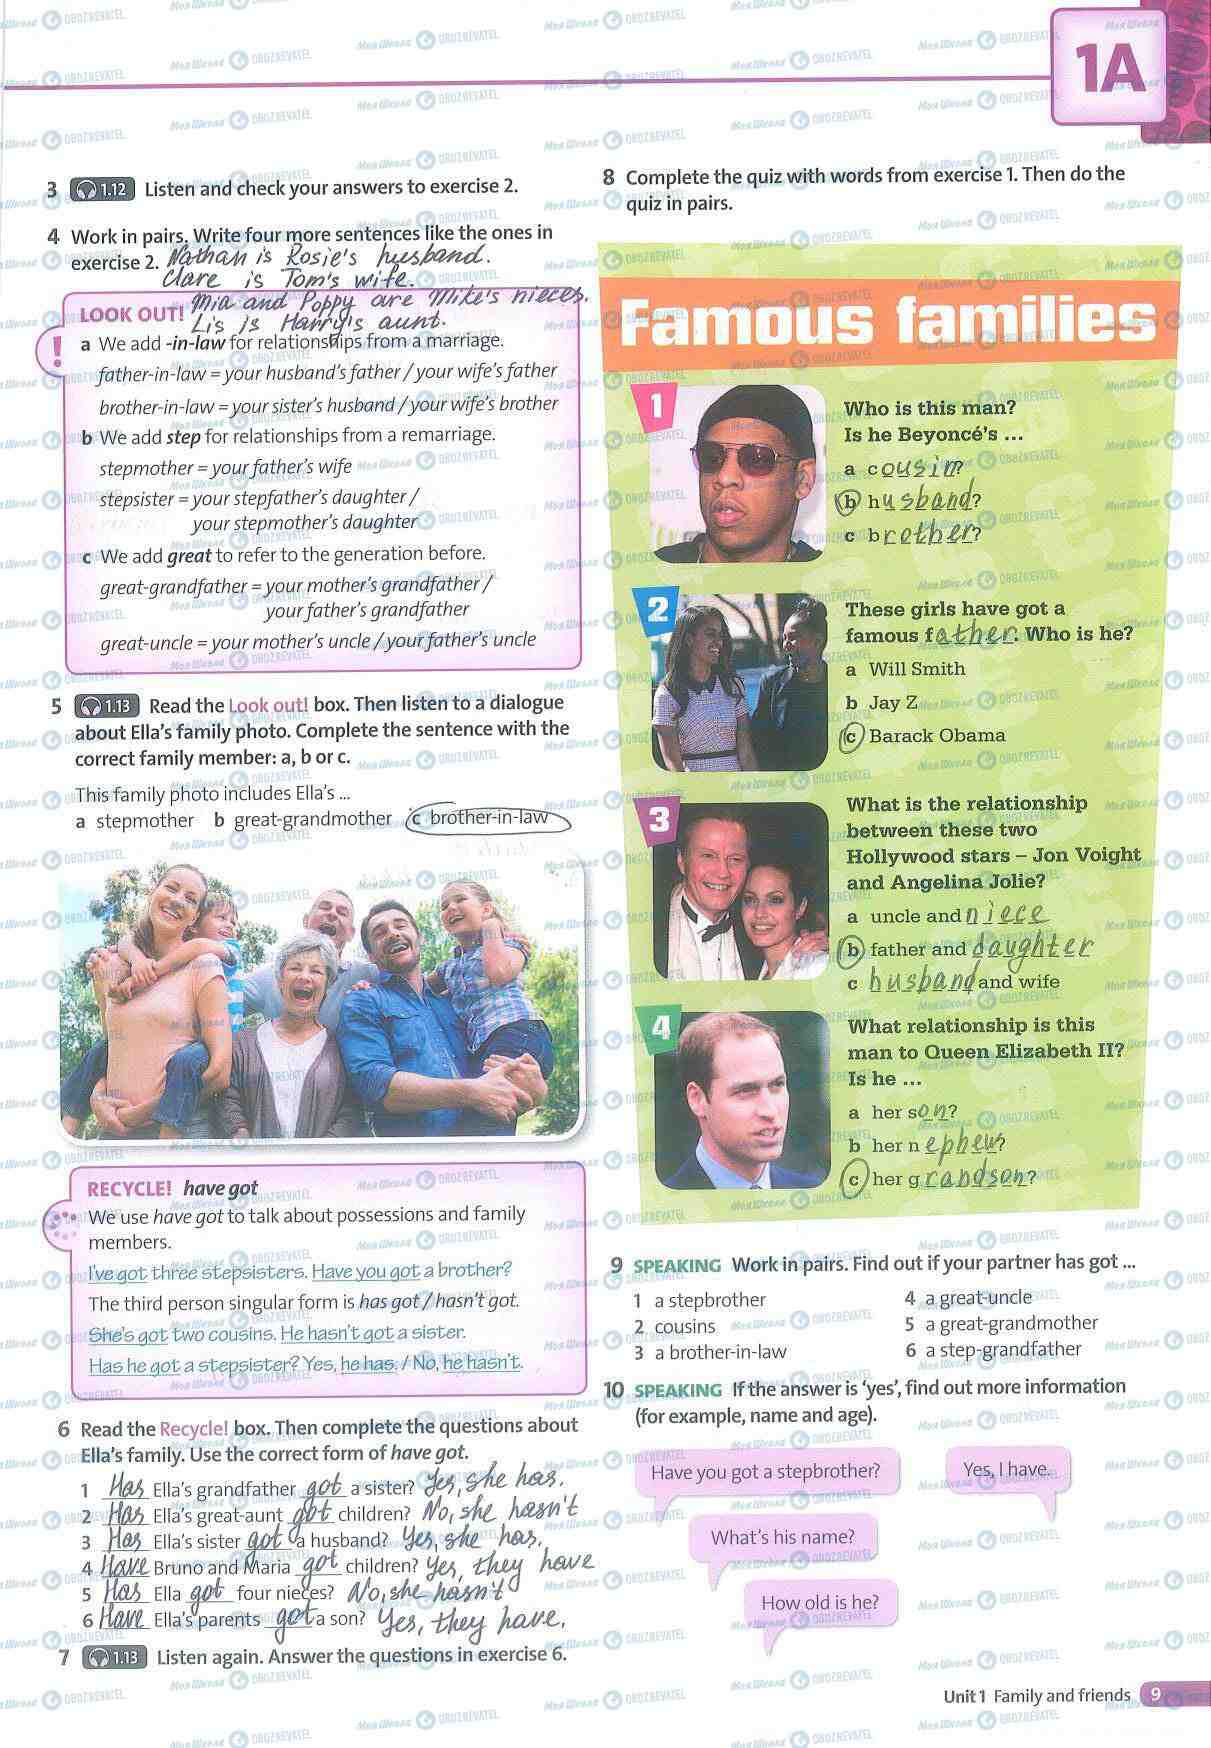 1A
3 1.12 Listen and check your answers to exercise 2.
4 Work in pairs. Write four more sentences like the ones in
exercise 2. Nathan is Rosie's husband.
Clare is Tom's wife.
Mia and Poppy are Mike's nieces.
Lis is Harry's aunt.
LOOK OUT!
! a We add -in-law for relationships from a marriage.
father-in-law = your husband's father / your wife's father
brother-in-law = your sister's husband / your wife's brother
b We add step for relationships from a remarriage.
stepmother = your father's wife
stepsister = your stepfather's daughter /
your stepmother's daughter
c We add great to refer to the generation before.
great-grandfather = your mother's grandfather /
your father's grandfather
great-uncle = your mother's uncle / your father's uncle
5 1.13 Read the Look out! box. Then listen to a dialogue
about Ella's family photo. Complete the sentence with the
correct family member: a, b or c.
This family photo includes Ella's ...
a stepmother b great-grandmother c brother-in-law
RECYCLE! have got
We use have got to talk about possessions and family
members.
I've got three stepsisters. Have you got a brother?
The third person singular form is has got / hasn't got.
She's got two cousins. He hasn't got a sister.
Has he got a stepsister? Yes, he has. / No, he hasn't.
6 Read the Recycle! box. Then complete the questions about
Ella's family. Use the correct form of have got.
1 Has Ella's grandfather got a sister? Yes, she has.
2 Has Ella's great-aunt got children? No, she hasn't
3 Has Ella's sister got a husband? Yes, she has.
4 Have Bruno and Maria got children? Yes, they have
5 Has Ella got four nieces? No, she hasn't
6 Have Ella's parents got a son? Yes, they have.
7 1.13 Listen again. Answer the questions in exercise 6.
8 Complete the quiz with words from exercise 1. Then do the
quiz in pairs.
Famous families
1 Who is this man?
Is he Beyoncé's ...
a cousin?
b husband?
c brother?
2 These girls have got a
famous father. Who is he?
a Will Smith
b Jay Z
c Barack Obama
3 What is the relationship
between these two
Hollywood stars – Jon Voight
and Angelina Jolie?
a uncle and niece
b father and daughter
c husband and wife
4 What relationship is this
man to Queen Elizabeth II?
Is he ...
a her son?
b her nephew?
c her grandson?
9 SPEAKING Work in pairs. Find out if your partner has got ...
1 a stepbrother
2 cousins
3 a brother-in-law
4 a great-uncle
5 a great-grandmother
6 a step-grandfather
10 SPEAKING If the answer is 'yes', find out more information
(for example, name and age).
Have you got a stepbrother?
Yes, I have.
What's his name?
How old is he?
Unit 1 Family and friends 9
Моя Школа OBOZREVATEL